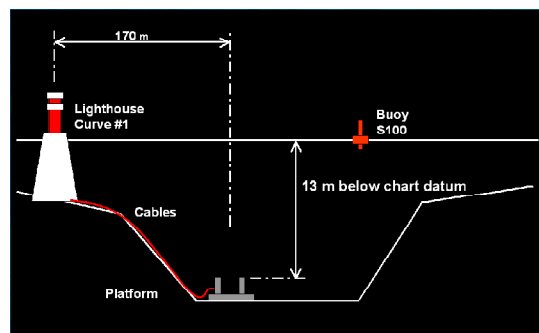 170 m
Lighthouse
Curve #1
Buoy
S100
13 m below chart datum
Cables
Platform